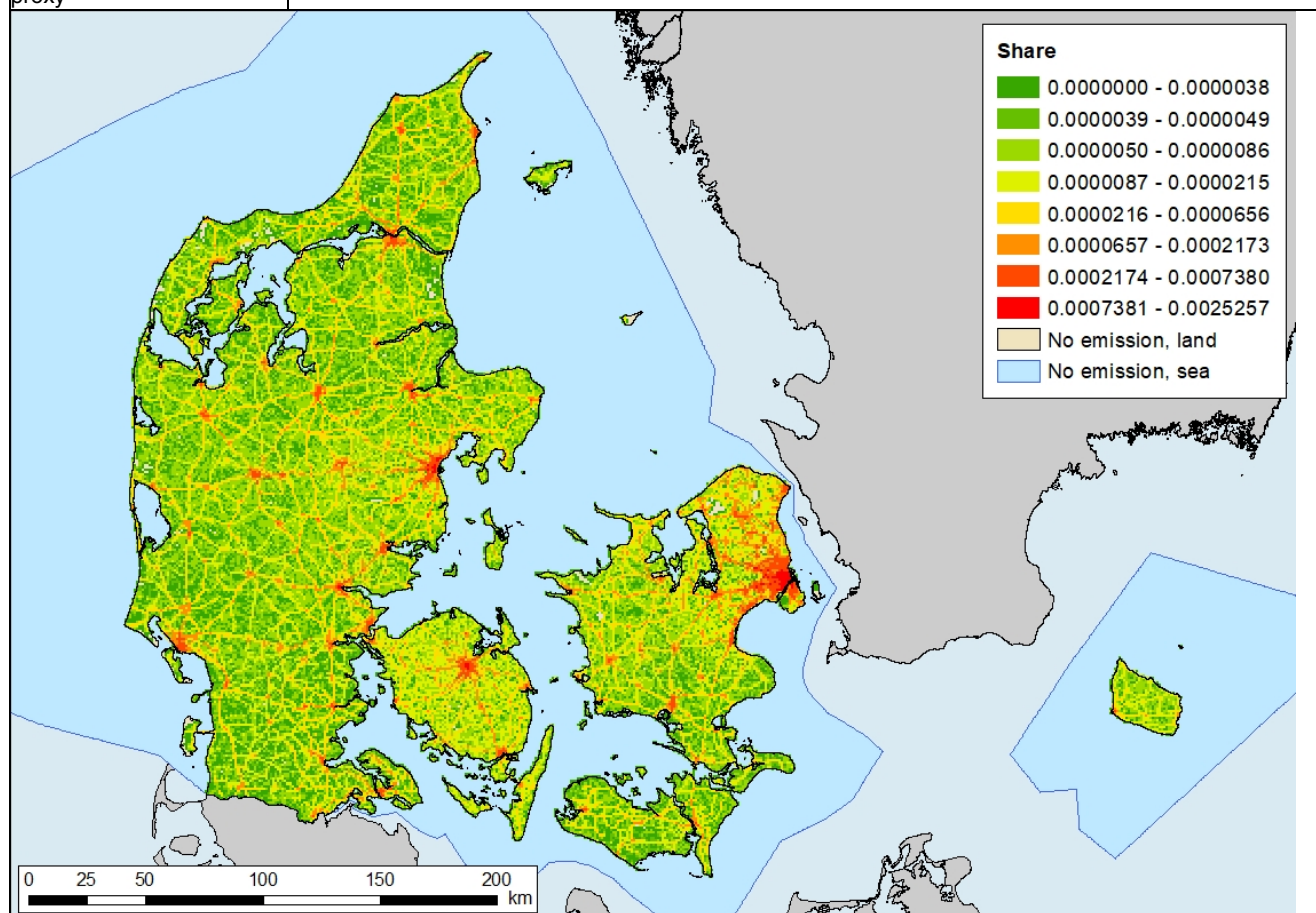 proxy
Share
0.0000000 - 0.0000038
0.0000039 - 0.0000049
0.0000050 - 0.0000086
0.0000087 - 0.0000215
0.0000216 - 0.0000656
0.0000657 - 0.0002173
0.0002174 - 0.0007380
0.0007381 - 0.0025257
No emission, land
No emission, sea
0 25 50 100 150 200
km